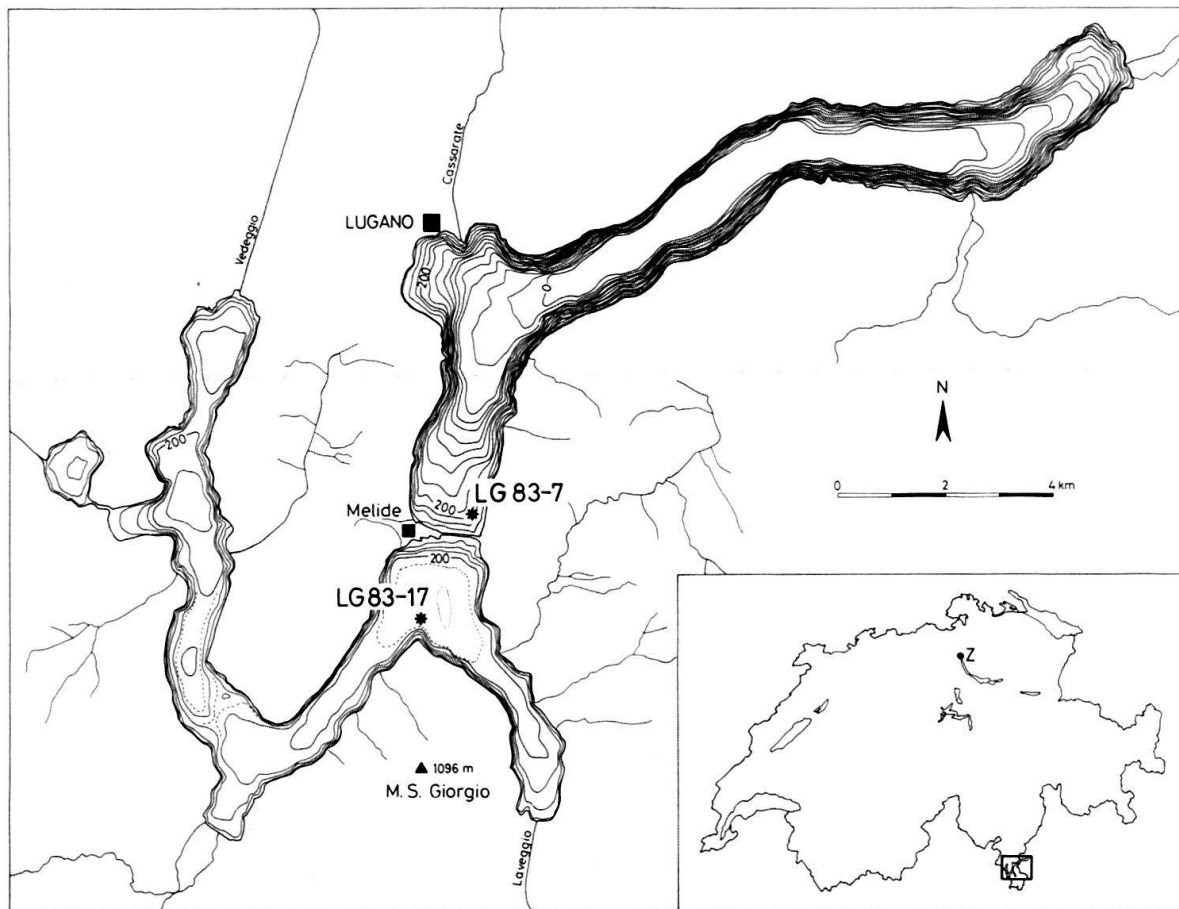 Vedeggio
Cassarate
LUGANO
200
0
N
200
0 2 4 km
200
LG 83-7
Melide
200
LG 83-17
Z
1096 m
M. S. Giorgio
Laveggio